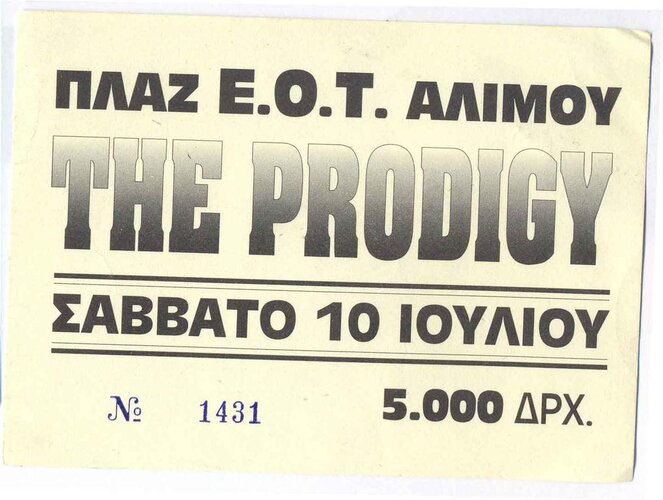 ΠΛΑΖ Ε.Ο.Τ. ΑΛΙΜΟΥ
THE PRODIGY
ΣΑΒΒΑΤΟ 10 ΙΟΥΛΙΟΥ
№ 1431 5.000 ΔΡΧ.